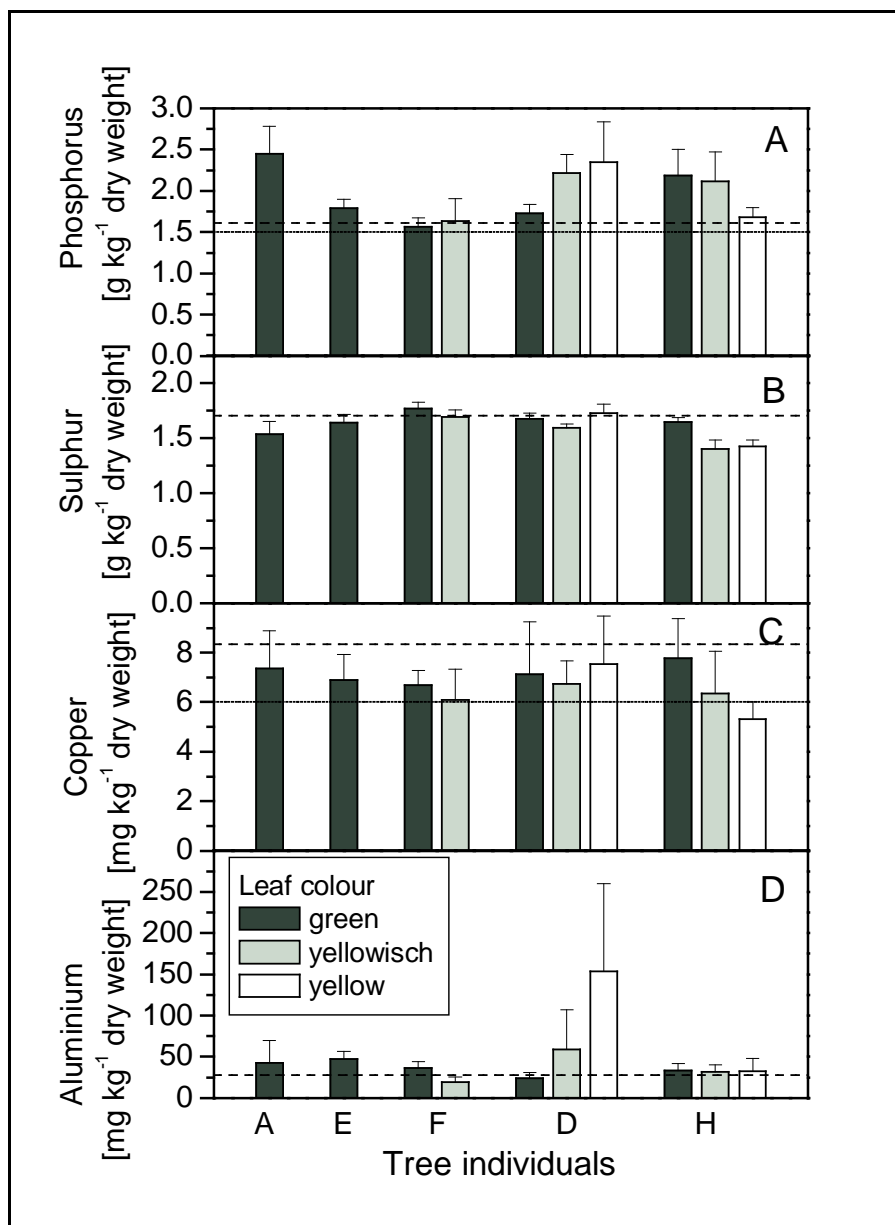 Phosphorus
[g kg⁻¹ dry weight]
3.0
2.5
2.0
1.5
1.0
0.5
0.0
A
Sulphur
[g kg⁻¹ dry weight]
2.0
1.5
1.0
0.5
0.0
B
Copper
[mg kg⁻¹ dry weight]
8
6
4
2
0
C
Aluminium
[mg kg⁻¹ dry weight]
250
200
150
100
50
0
D
Leaf colour
green
yellowisch
yellow
A E F D H
Tree individuals